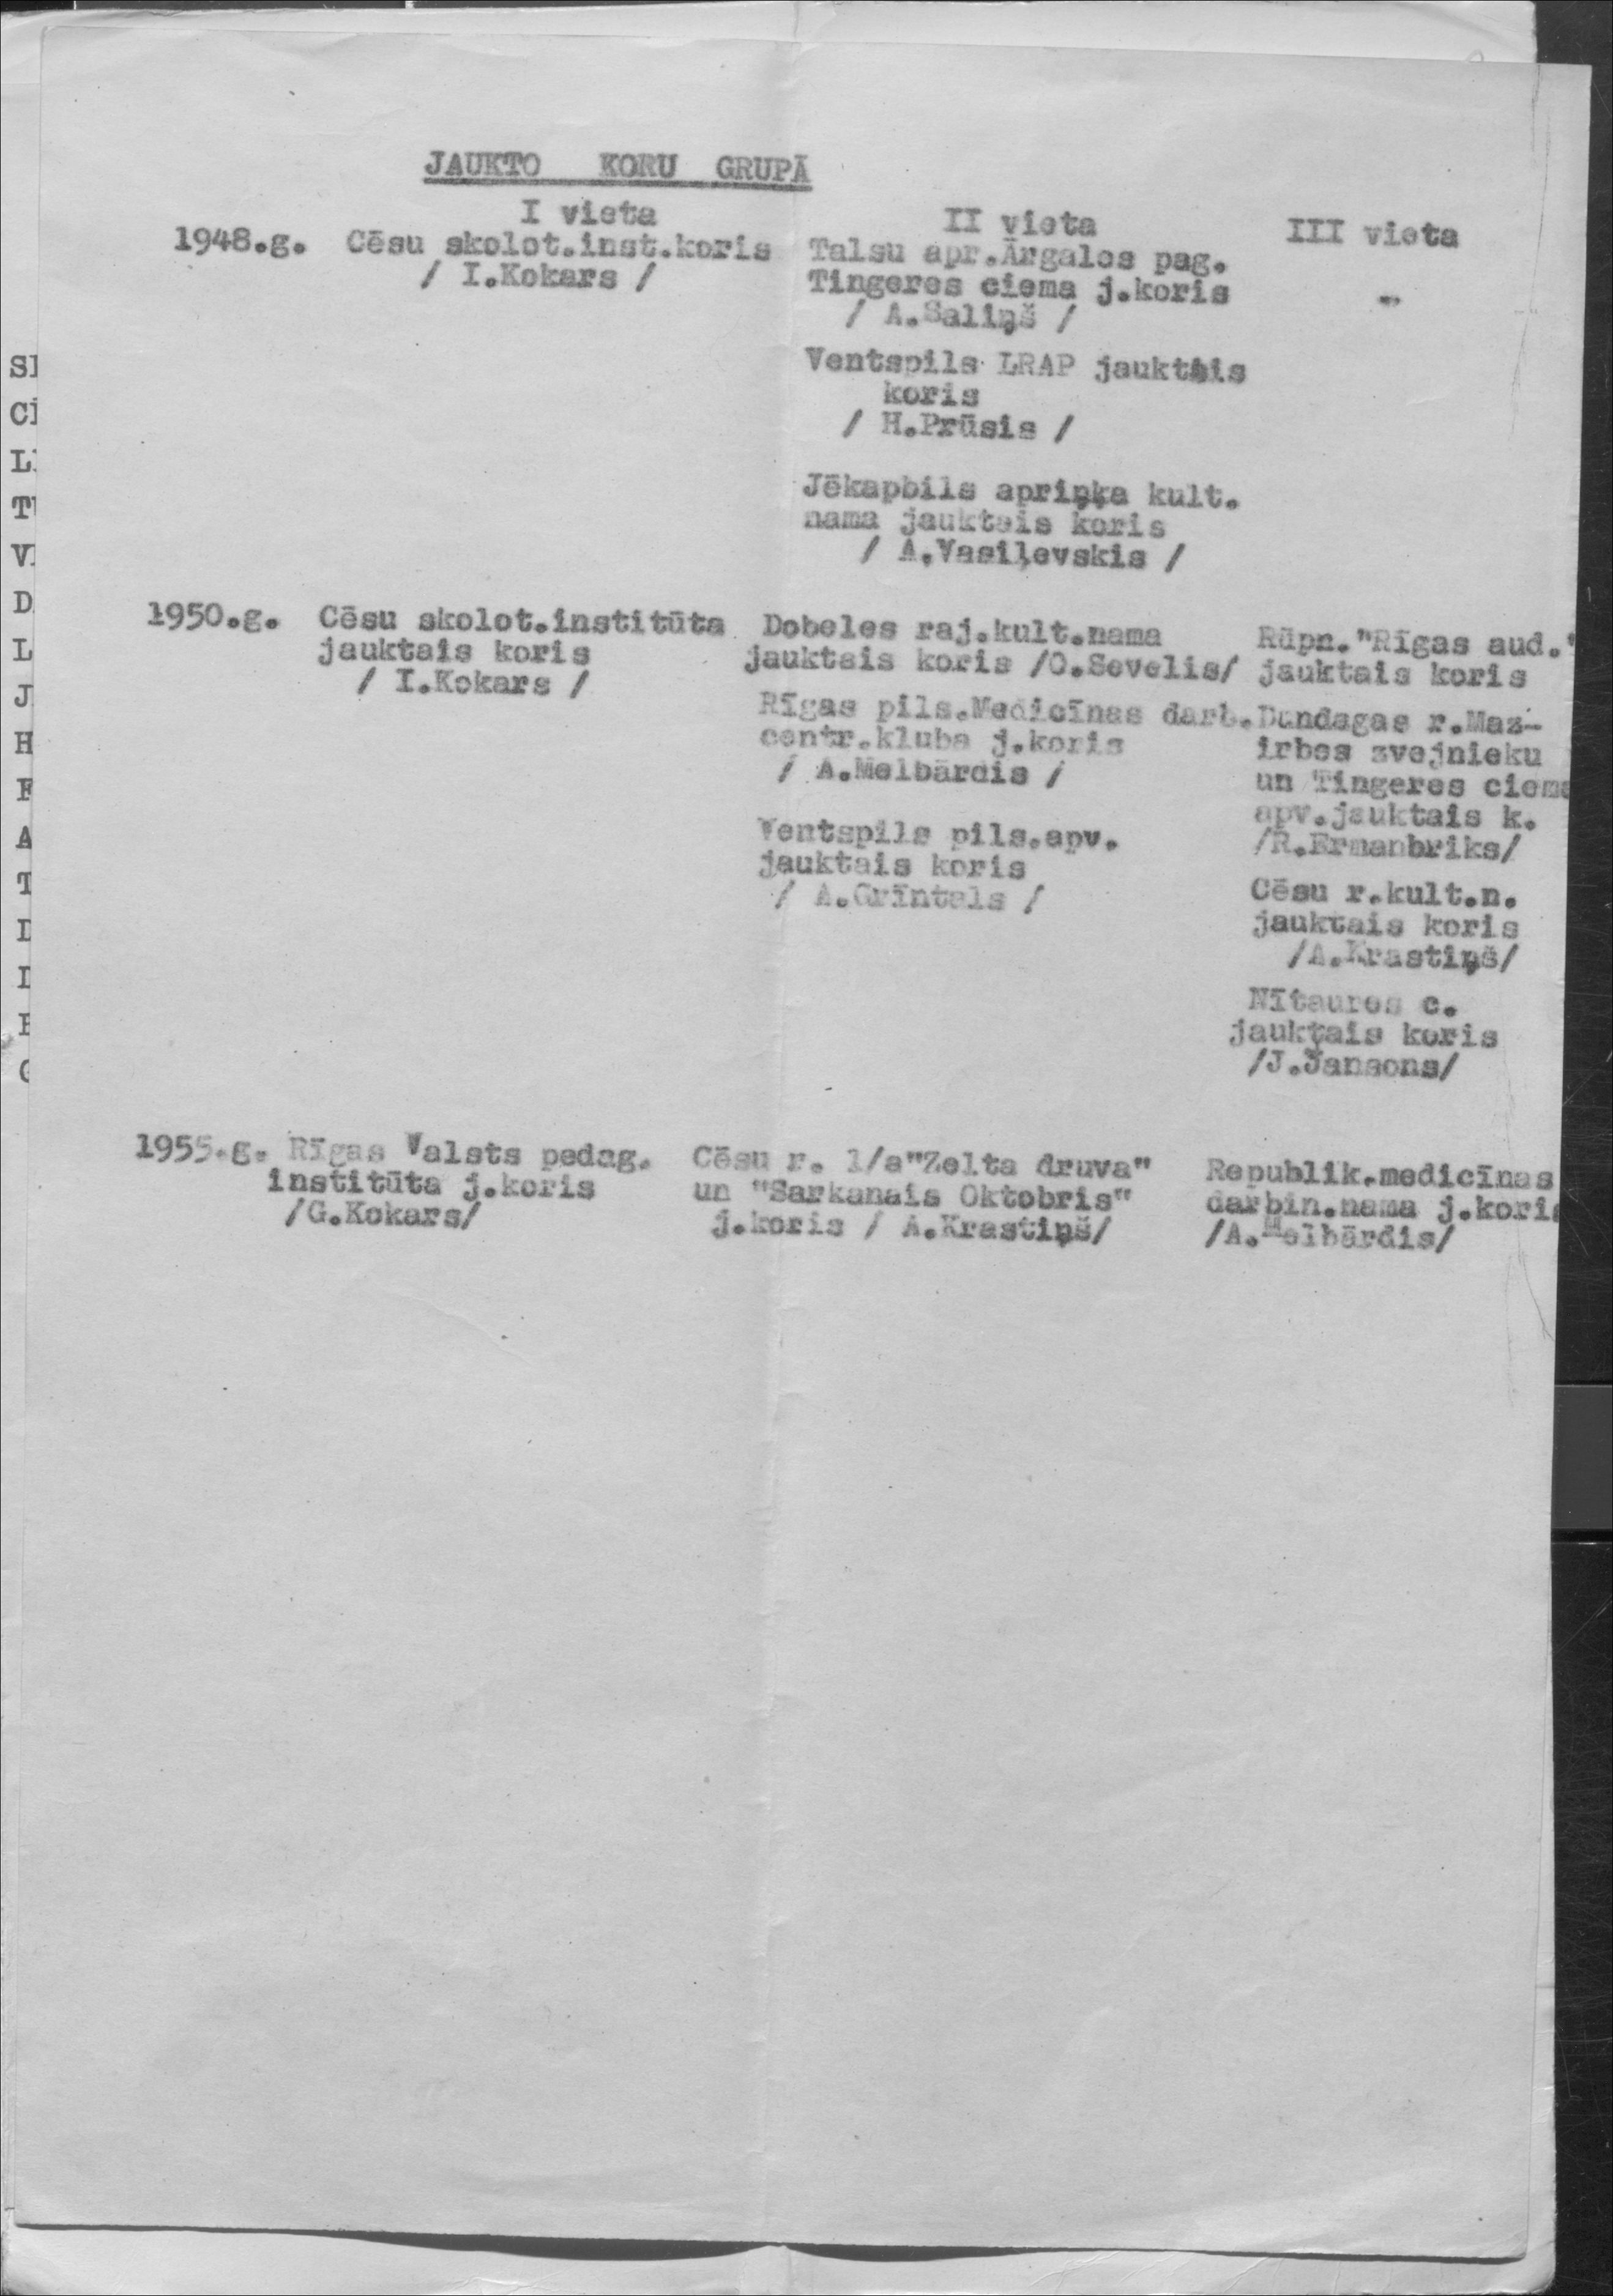 JAUKTO KORU GRUPĀ
I vieta
II vieta
III vieta
1948.g.
Cēsu skolot.inst.koris
/ I.Kokars /
Talsu apr.Ārgales pag.
Tingeres ciema j.koris
/ A.Saliņš /
-
Ventspils LRAP jauktais
koris
/ H.Prūsis /
Jēkapbils apriņķa kult.
nama jauktais koris
/ A.Vasiļevskis /
1950.g.
Cēsu skolot.institūta
jauktais koris
/ I.Kokars /
Dobeles raj.kult.nama
jauktais koris /O.Sevelis/
Rīgas pils.Medicīnas darb.
centr.kluba j.koris
/ A.Melbārdis /
Ventspils pils.apv.
jauktais koris
/ A.Grīntals /
Rūpn."Rīgas aud."
jauktais koris
Dundagas r.Maz-
irbes zvejnieku
un Tingeres ciema
apv.jauktais k.
/R.Ermanbriks/
Cēsu r.kult.n.
jauktais koris
/A.Krastiņš/
Nītaures c.
jauktais koris
/J.Jansons/
1955.g.
Rīgas Valsts pedag.
institūta j.koris
/G.Kokars/
Cēsu r. l/a"Zelta druva"
un "Sarkanais Oktobris"
j.koris / A.Krastiņš/
Republik.medicīnas
darbin.nama j.koris
/A.Melbārdis/